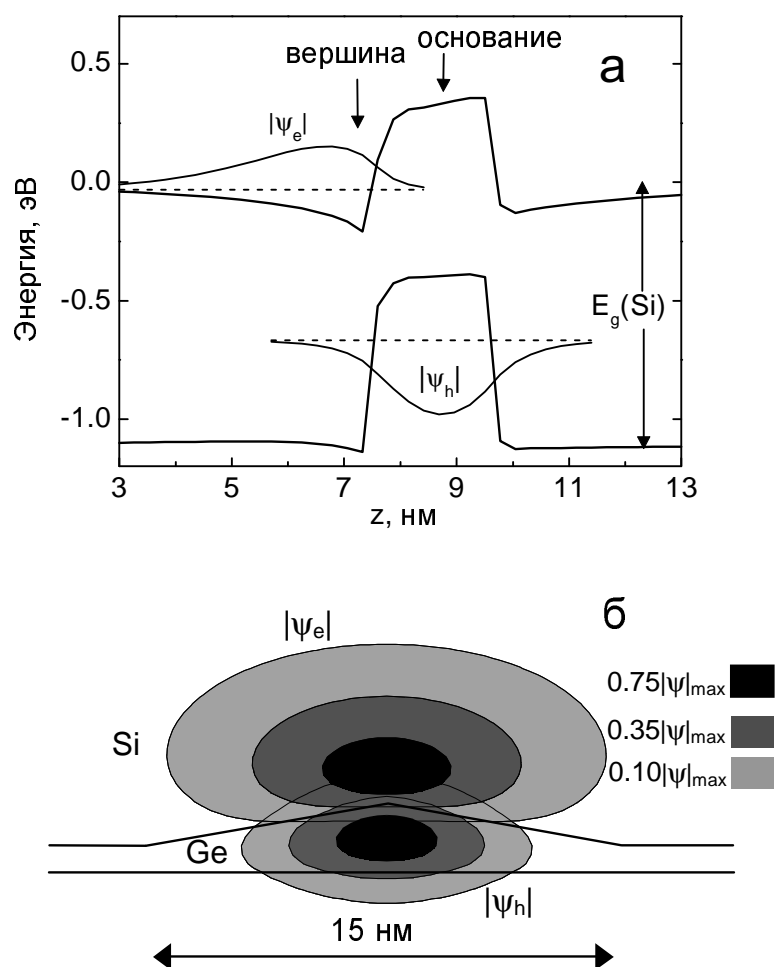 основание
вершина
а
|ψe|
0.5
0.0
-0.5
-1.0
Энергия, эВ
Eg(Si)
|ψh|
3 5 7 9 11 13
z, нм
б
|ψe|
0.75|ψ|max
Si
0.35|ψ|max
0.10|ψ|max
Ge
|ψh|
15 нм